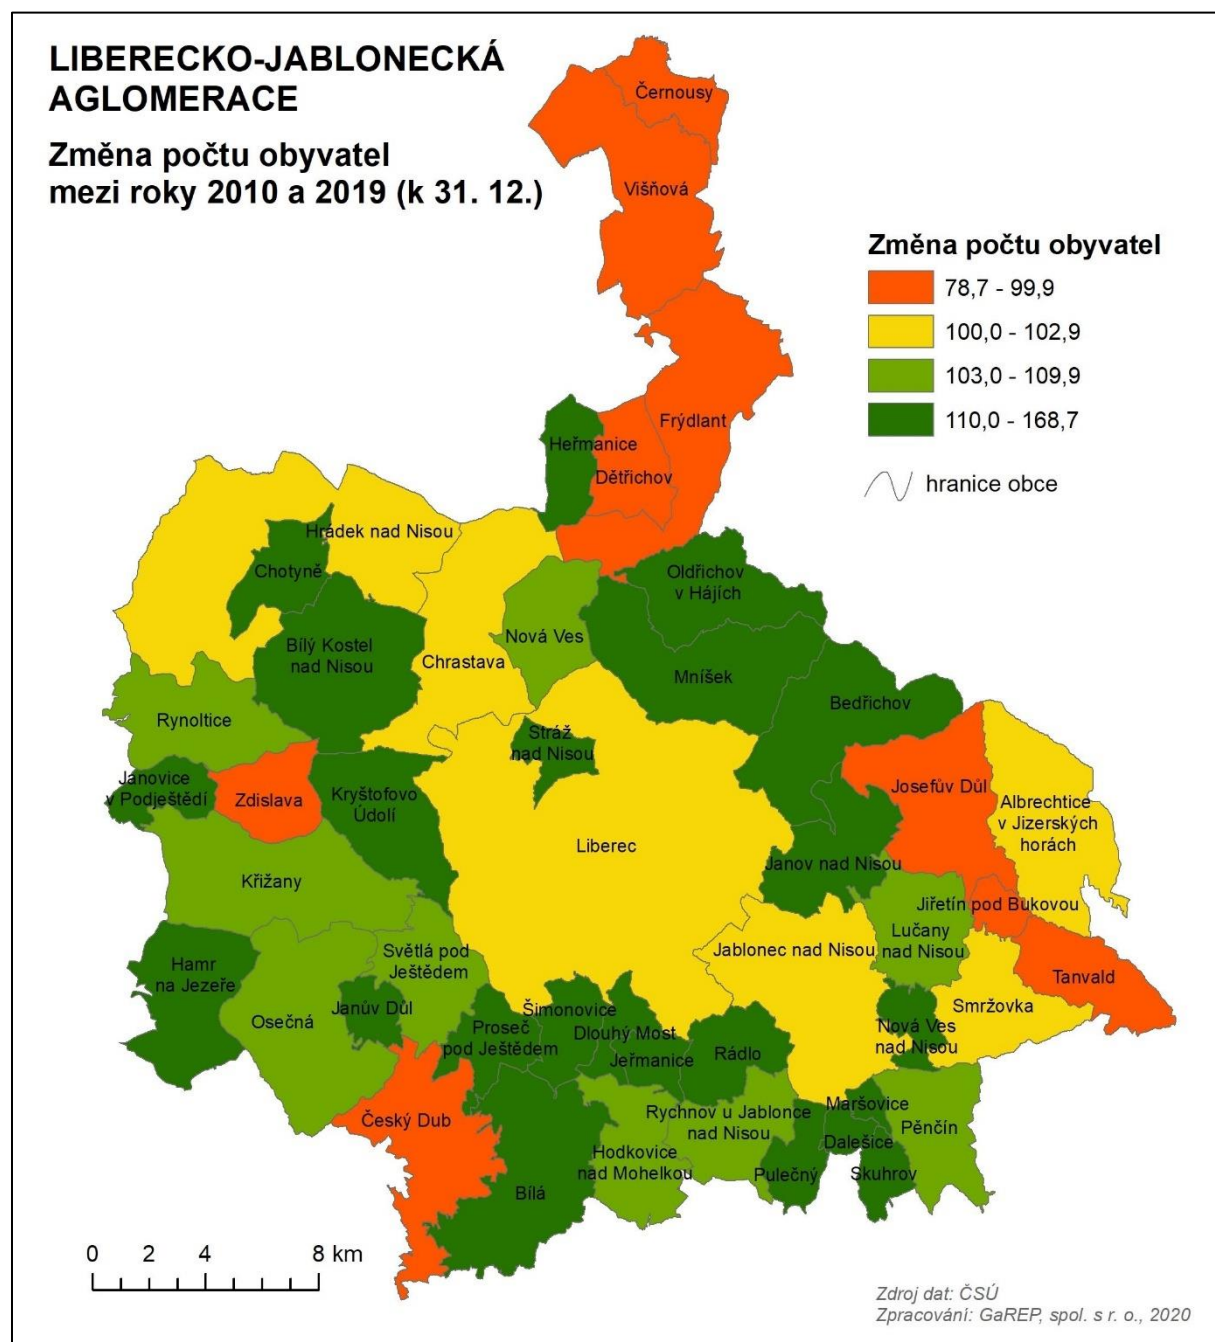 LIBERECKO-JABLONECKÁ
AGLOMERACE
Změna počtu obyvatel
mezi roky 2010 a 2019 (k 31. 12.)
Změna počtu obyvatel
78,7 - 99,9
100,0 - 102,9
103,0 - 109,9
110,0 - 168,7
hranice obce
Černousy
Višňová
Frýdlant
Heřmanice
Dětřichov
Hrádek nad Nisou
Chotyně
Oldřichov
v Hájích
Nová Ves
Bílý Kostel
nad Nisou
Chrastava
Mníšek
Bedřichov
Rynoltice
Stráž
nad Nisou
Janovice
v Podještědí
Zdislava
Kryštofovo
Údolí
Josefův Důl
Albrechtice
v Jizerských
horách
Liberec
Janov nad Nisou
Křižany
Jiřetín pod Bukovou
Lučany
nad Nisou
Jablonec nad Nisou
Světlá pod
Ještědem
Hamr
na Jezeře
Tanvald
Smržovka
Janův Důl
Osečná
Šimonovice
Proseč
pod Ještědem
Dlouhý Most
Jeřmanice
Rádlo
Nová Ves
nad Nisou
Maršovice
Český Dub
Rychnov u Jablonce
nad Nisou
Pěnčín
Dalešice
Hodkovice
nad Mohelkou
Pulečný
Skuhrov
Bílá
0 2 4 8 km
Zdroj dat: ČSÚ
Zpracování: GaREP, spol. s r. o., 2020